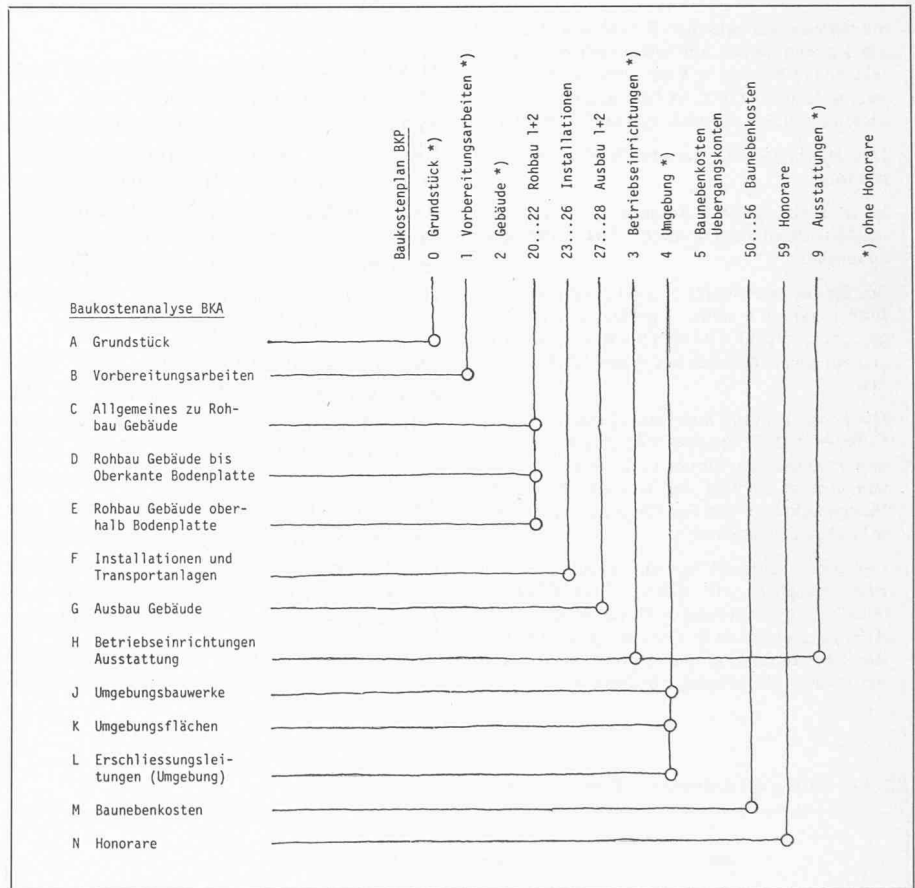 Baukostenplan BKP
0 Grundstück *)
1 Vorbereitungsarbeiten *)
2 Gebäude *)
20...22 Rohbau 1+2
23...26 Installationen
27...28 Ausbau 1+2
3 Betriebseinrichtungen *)
4 Umgebung *)
5 Baunebenkosten
Uebergangskonten
50...56 Baunebenkosten
59 Honorare
9 Ausstattungen *)
*) ohne Honorare
Baukostenanalyse BKA
A Grundstück
B Vorbereitungsarbeiten
C Allgemeines zu Roh-
bau Gebäude
D Rohbau Gebäude bis
Oberkante Bodenplatte
E Rohbau Gebäude ober-
halb Bodenplatte
F Installationen und
Transportanlagen
G Ausbau Gebäude
H Betriebseinrichtungen
Ausstattung
J Umgebungsbauwerke
K Umgebungsflächen
L Erschliessungslei-
tungen (Umgebung)
M Baunebenkosten
N Honorare